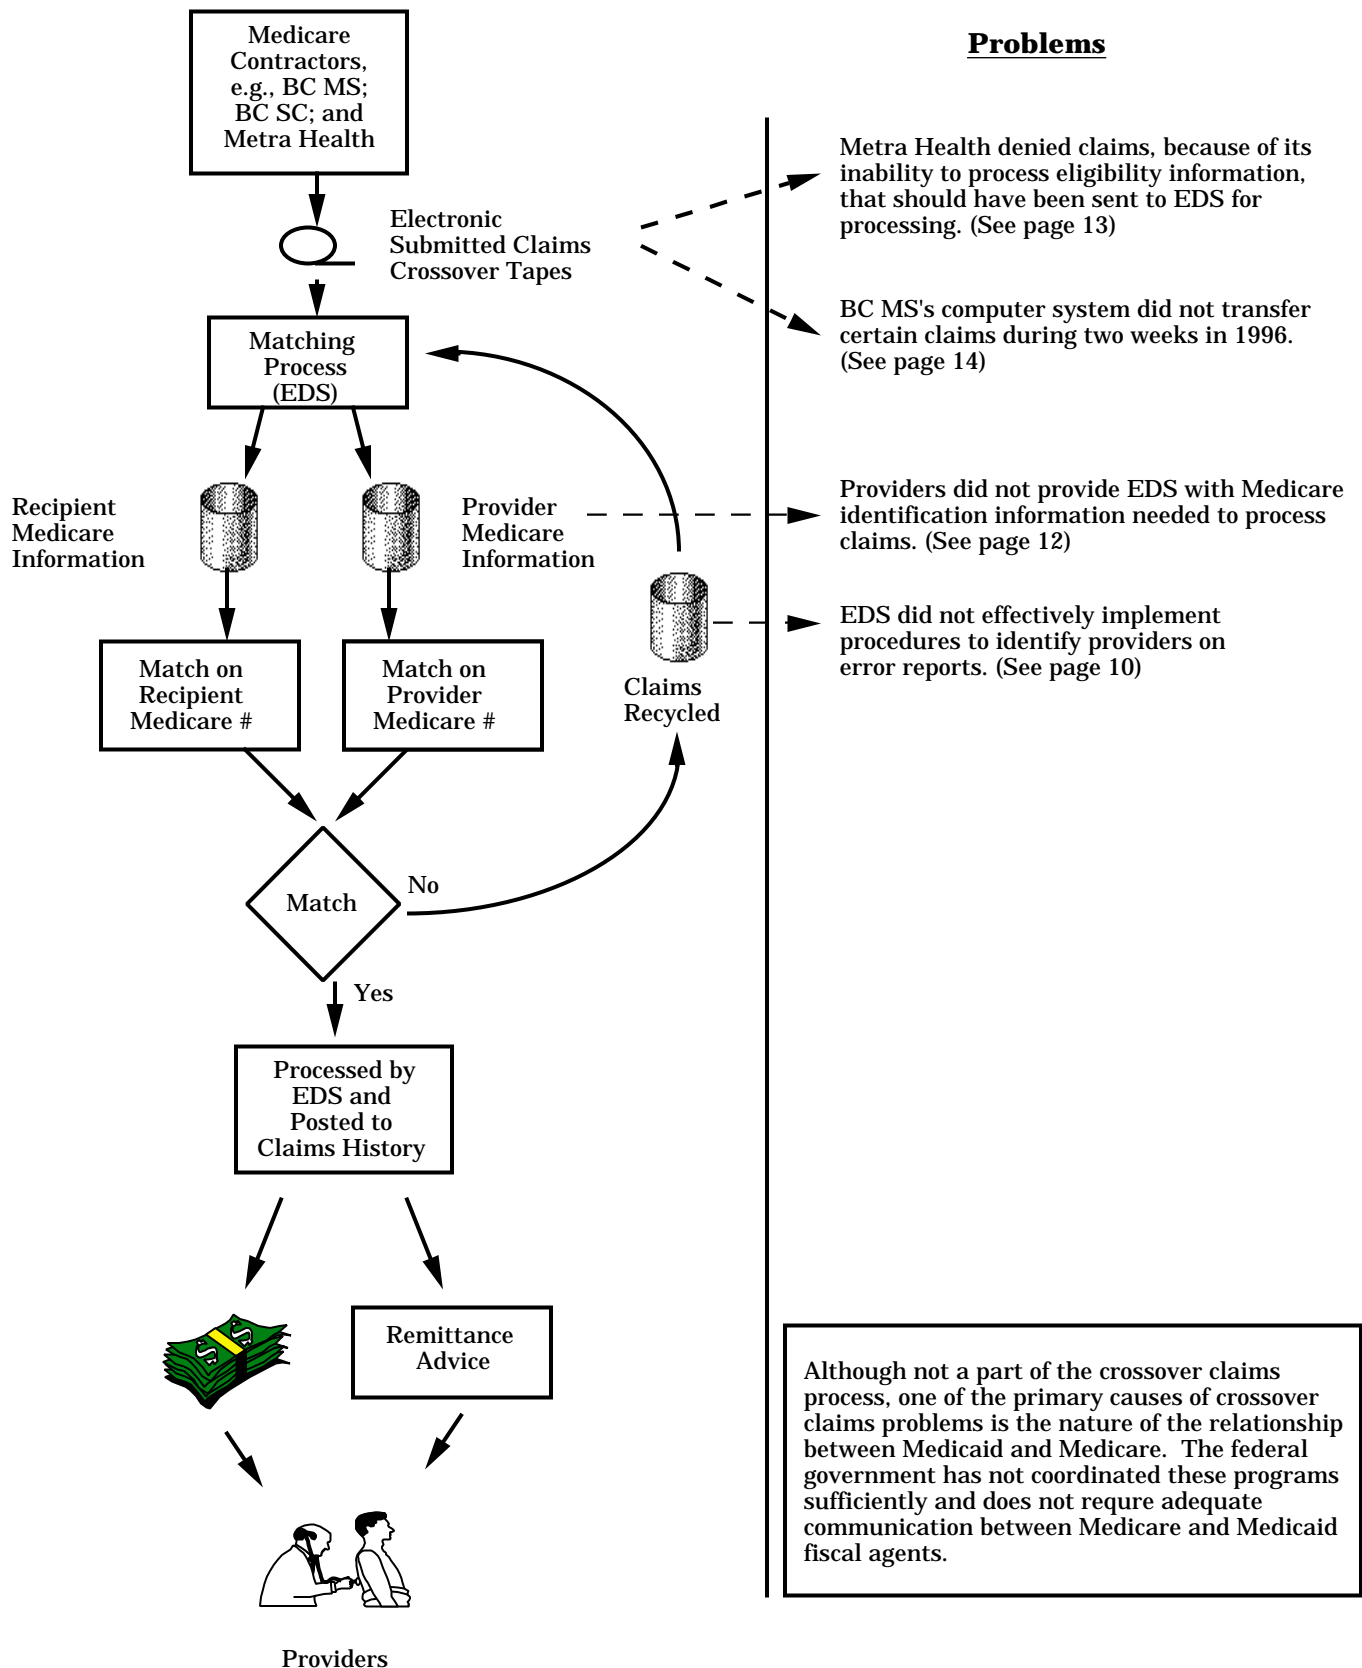 Medicare
Contractors,
e.g., BC MS;
BC SC; and
Metra Health
Electronic
Submitted Claims
Crossover Tapes
Matching
Process
(EDS)
Recipient
Medicare
Information
Provider
Medicare
Information
Match on
Recipient
Medicare #
Match on
Provider
Medicare #
Claims
Recycled
Match
No
Yes
Processed by
EDS and
Posted to
Claims History
$ $
Remittance
Advice
Providers
Problems
Metra Health denied claims, because of its
inability to process eligibility information,
that should have been sent to EDS for
processing. (See page 13)
BC MS's computer system did not transfer
certain claims during two weeks in 1996.
(See page 14)
Providers did not provide EDS with Medicare
identification information needed to process
claims. (See page 12)
EDS did not effectively implement
procedures to identify providers on
error reports. (See page 10)
Although not a part of the crossover claims
process, one of the primary causes of crossover
claims problems is the nature of the relationship
between Medicaid and Medicare.  The federal
government has not coordinated these programs
sufficiently and does not requre adequate
communication between Medicare and Medicaid
fiscal agents.